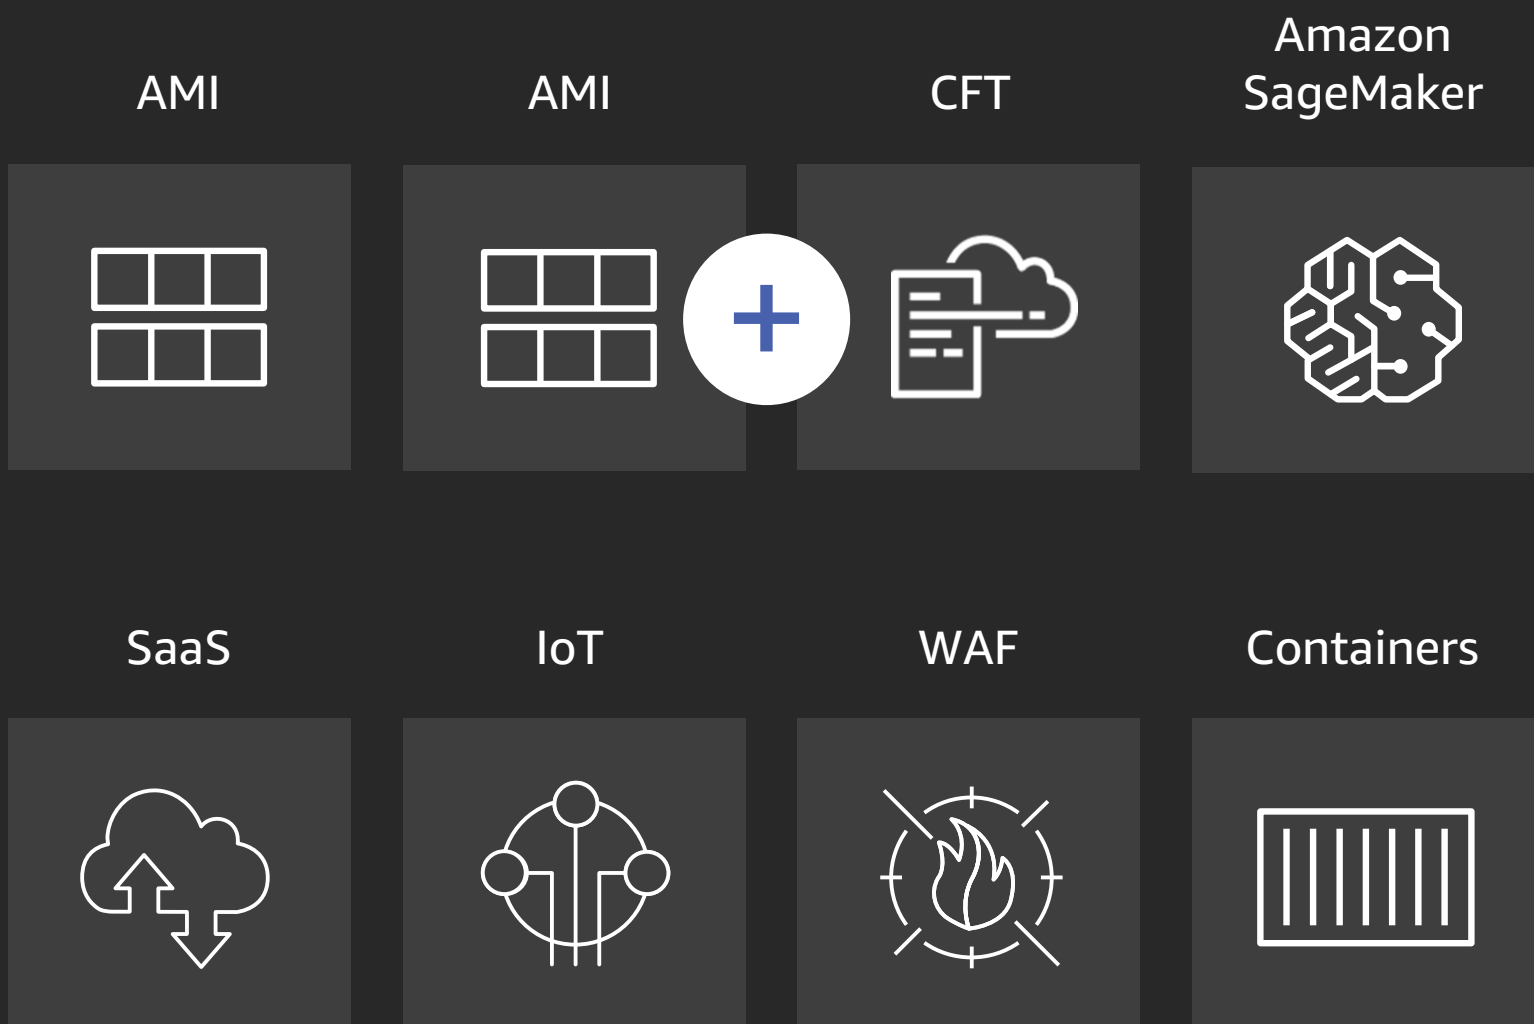 AMI
AMI
CFT
Amazon
SageMaker
SaaS
IoT
WAF
Containers